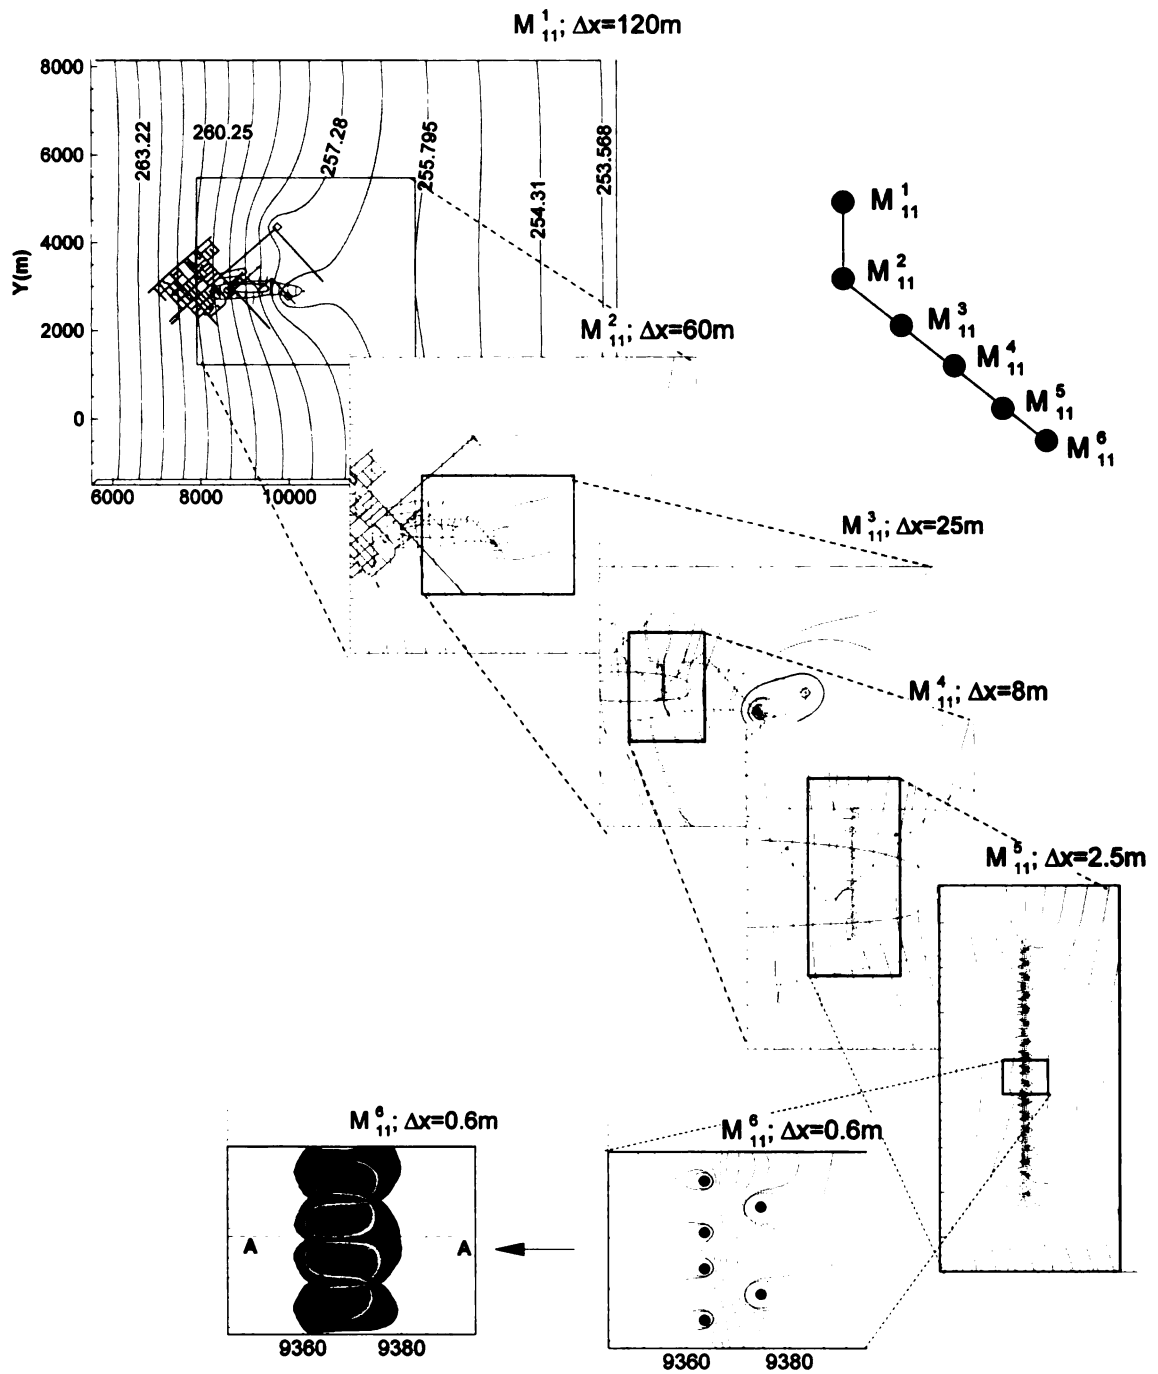 M 1 11; Δx=120m
8000
6000
4000
2000
0
Y(m)
263.22
260.25
257.28
255.795
254.31
253.568
6000 8000 10000
M 1 11
M 2 11
M 3 11
M 4 11
M 5 11
M 6 11
M 2 11; Δx=60m
M 3 11; Δx=25m
M 4 11; Δx=8m
M 5 11; Δx=2.5m
M 6 11; Δx=0.6m
A A
9360 9380
M 6 11; Δx=0.6m
9360 9380